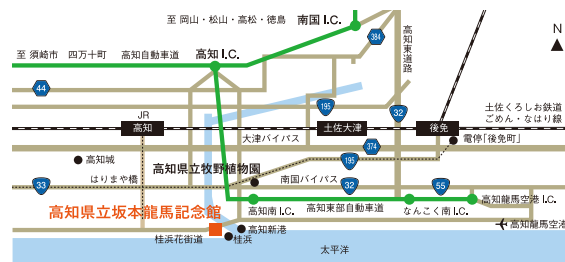 至 岡山・松山・高松・徳島
南国 I.C.
N
384
高知東道路
至 須崎市 四万十町 高知自動車道
高知 I.C.
44
195
32
土佐くろしお鉄道
ごめん・なはり線
JR
高知
土佐大津
後免
大津バイパス
374
電停「後免町」
高知城
高知県立牧野植物園
195
33
はりまや橋
南国バイパス
32
55
高知南 I.C.
高知東部自動車道
なんこく南 I.C.
高知龍馬空港 I.C.
高知県立坂本龍馬記念館
高知新港
高知龍馬空港
桂浜花街道
桂浜
太平洋